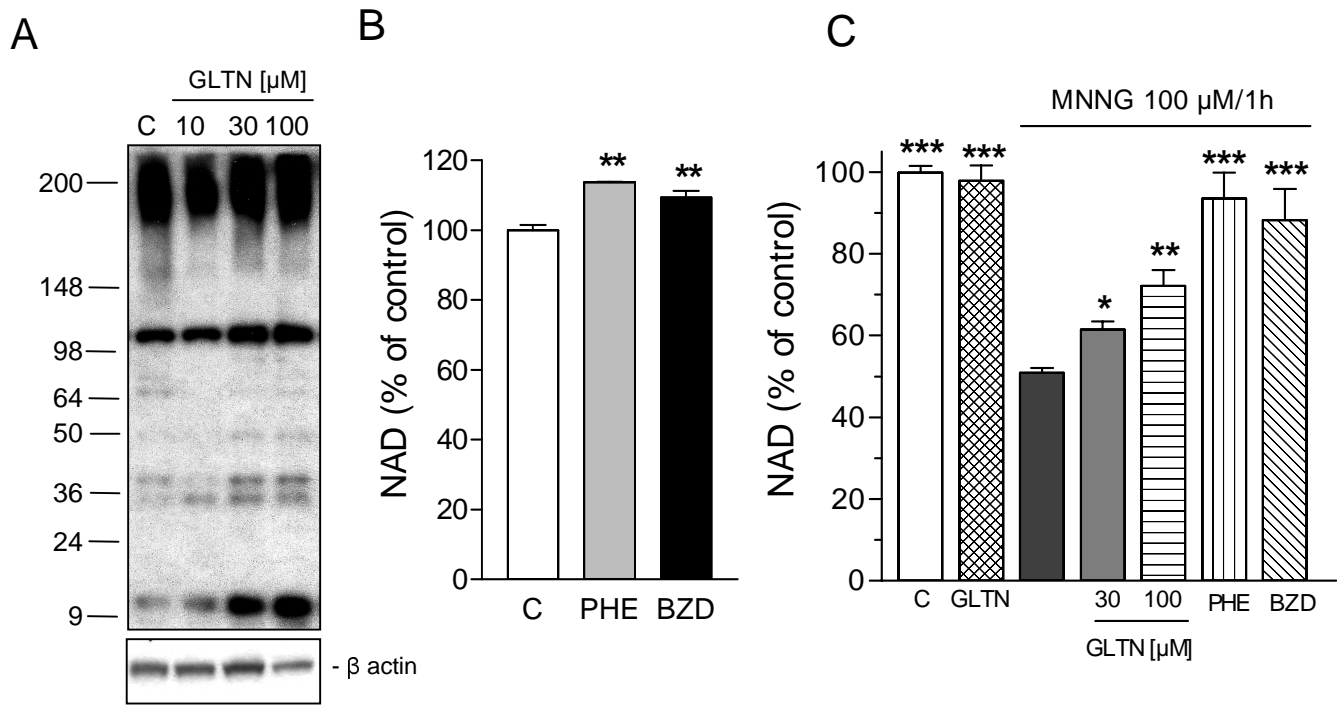 A
GLTN [µM]
C 10 30 100
200
148
98
64
50
36
24
9
- β actin
B
NAD (% of control)
120
100
80
60
40
20
0
** **
C PHE BZD
C
MNNG 100 µM/1h
NAD (% of control)
100
80
60
40
20
0
*** *** * ** *** ***
C GLTN 30 100 PHE BZD
GLTN [µM]